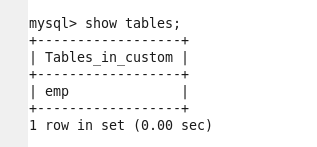 mysql> show tables;
+------------------+
| Tables_in_custom |
+------------------+
| emp              |
+------------------+
1 row in set (0.00 sec)